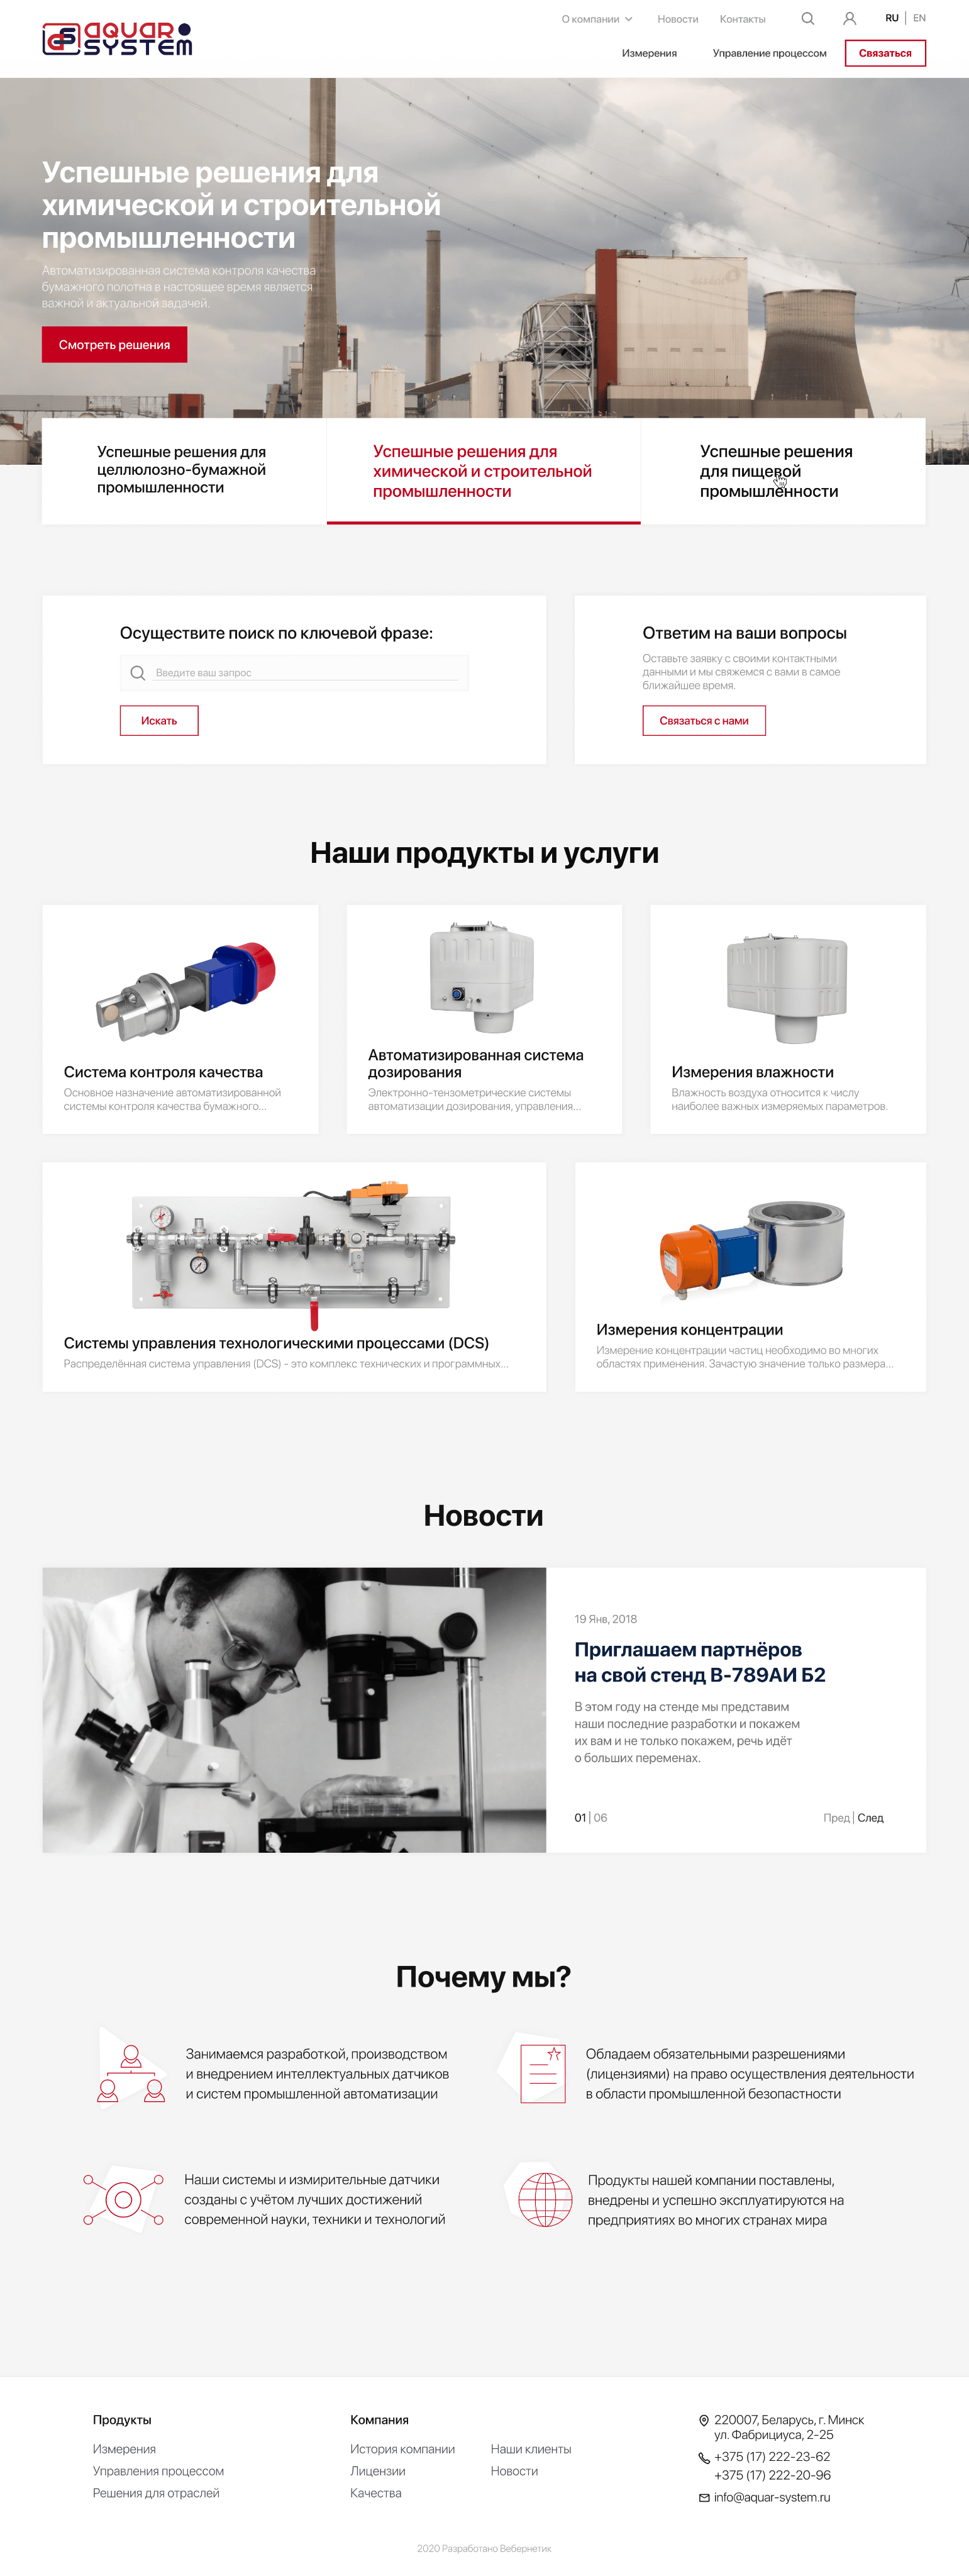 aquar
SYSTEM
О компании
Новости
Контакты
RU | EN
Измерения
Управление процессом
Связаться
Успешные решения для
химической и строительной
промышленности
Автоматизированная система контроля качества
бумажного полотна в настоящее время является
важной и актуальной задачей.
Смотреть решения
Успешные решения для
целлюлозно-бумажной
промышленности
Успешные решения для
химической и строительной
промышленности
Успешные решения
для пищевой
промышленности
Осуществите поиск по ключевой фразе:
Введите ваш запрос
Искать
Ответим на ваши вопросы
Оставьте заявку с своими контактными
данными и мы свяжемся с вами в самое
ближайшее время.
Связаться с нами
Наши продукты и услуги
Система контроля качества
Основное назначение автоматизированной
системы контроля качества бумажного...
Автоматизированная система
дозирования
Электронно-тензометрические системы
автоматизации дозирования, управления...
Измерения влажности
Влажность воздуха относится к числу
наиболее важных измеряемых параметров.
Системы управления технологическими процессами (DCS)
Распределённая система управления (DCS) - это комплекс технических и программных...
Измерения концентрации
Измерение концентрации частиц необходимо во многих
областях применения. Зачастую значение только размера...
Новости
19 Янв, 2018
Приглашаем партнёров
на свой стенд В-789АИ Б2
В этом году на стенде мы представим
наши последние разработки и покажем
их вам и не только покажем, речь идёт
о больших переменах.
01 | 06
Пред | След
Почему мы?
Занимаемся разработкой, производством
и внедрением интеллектуальных датчиков
и систем промышленной автоматизации
Обладаем обязательными разрешениями
(лицензиями) на право осуществления деятельности
в области промышленной безопастности
Наши системы и измирительные датчики
созданы с учётом лучших достижений
современной науки, техники и технологий
Продукты нашей компании поставлены,
внедрены и успешно эксплуатируются на
предприятиях во многих странах мира
Продукты
Измерения
Управления процессом
Решения для отраслей
Компания
История компании
Лицензии
Качества
Наши клиенты
Новости
220007, Беларусь, г. Минск
ул. Фабрициуса, 2-25
+375 (17) 222-23-62
+375 (17) 222-20-96
info@aquar-system.ru
2020 Разработано Вебернетик